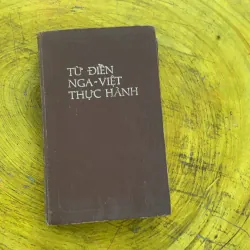 TỪ ĐIỂN
NGA-VIỆT
THỰC HÀNH